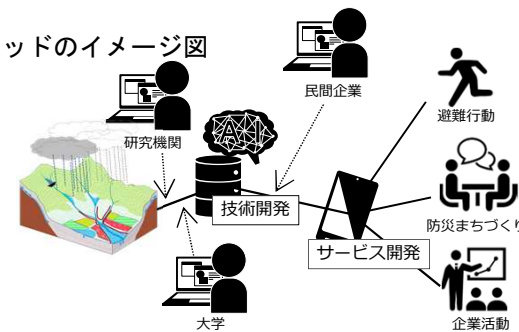 ッドのイメージ図
民間企業
研究機関
避難行動
AI
技術開発
防災まちづくり
サービス開発
大学
企業活動